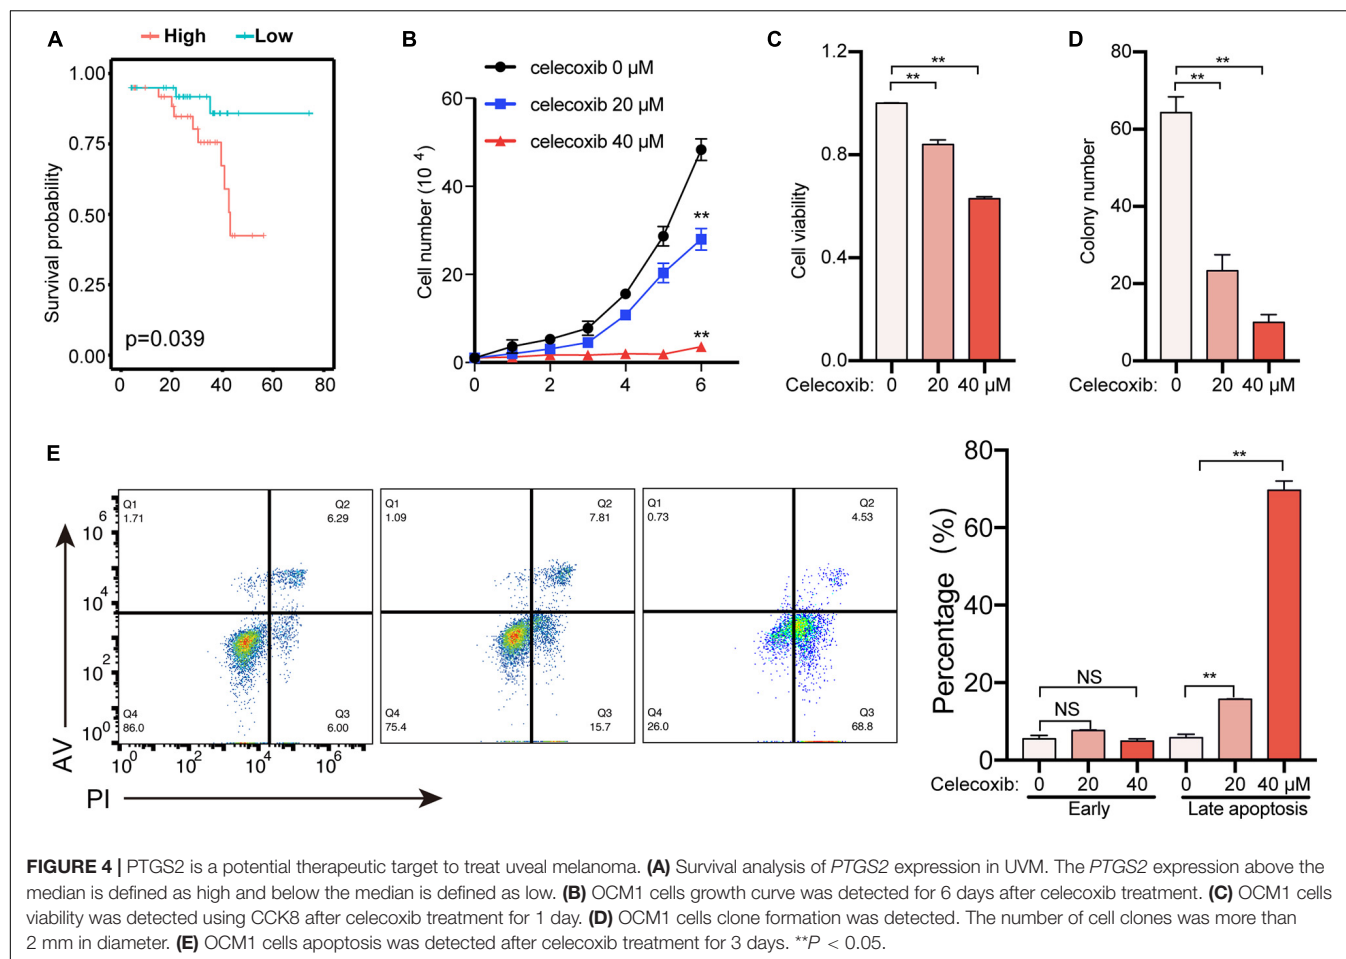 A
High Low
1.00
0.75
0.50
0.25
0.00
Survival probability
p=0.039
0 20 40 60 80
B
celecoxib 0 µM
celecoxib 20 µM
celecoxib 40 µM
60
40
20
0
Cell number (10 4)
**
**
0 2 4 6
C
1.2
0.8
0.4
0.0
Cell viability
**
**
Celecoxib: 0 20 40 µM
D
80
60
40
20
0
Colony number
**
**
Celecoxib: 0 20 40 µM
E
AV
10 6
10 4
10 2
10 0
Q1
1.71
Q2
6.29
Q4
86.0
Q3
6.00
10 0 10 2 10 4 10 6
PI
Q1
1.09
Q2
7.81
Q4
75.4
Q3
15.7
Q1
0.73
Q2
4.53
Q4
26.0
Q3
68.8
80
60
40
20
0
Percentage (%)
NS
NS
**
**
Celecoxib: 0 20 40 0 20 40 µM
Early Late apoptosis
FIGURE 4 | PTGS2 is a potential therapeutic target to treat uveal melanoma. (A) Survival analysis of PTGS2 expression in UVM. The PTGS2 expression above the
median is defined as high and below the median is defined as low. (B) OCM1 cells growth curve was detected for 6 days after celecoxib treatment. (C) OCM1 cells
viability was detected using CCK8 after celecoxib treatment for 1 day. (D) OCM1 cells clone formation was detected. The number of cell clones was more than
2 mm in diameter. (E) OCM1 cells apoptosis was detected after celecoxib treatment for 3 days. **P < 0.05.